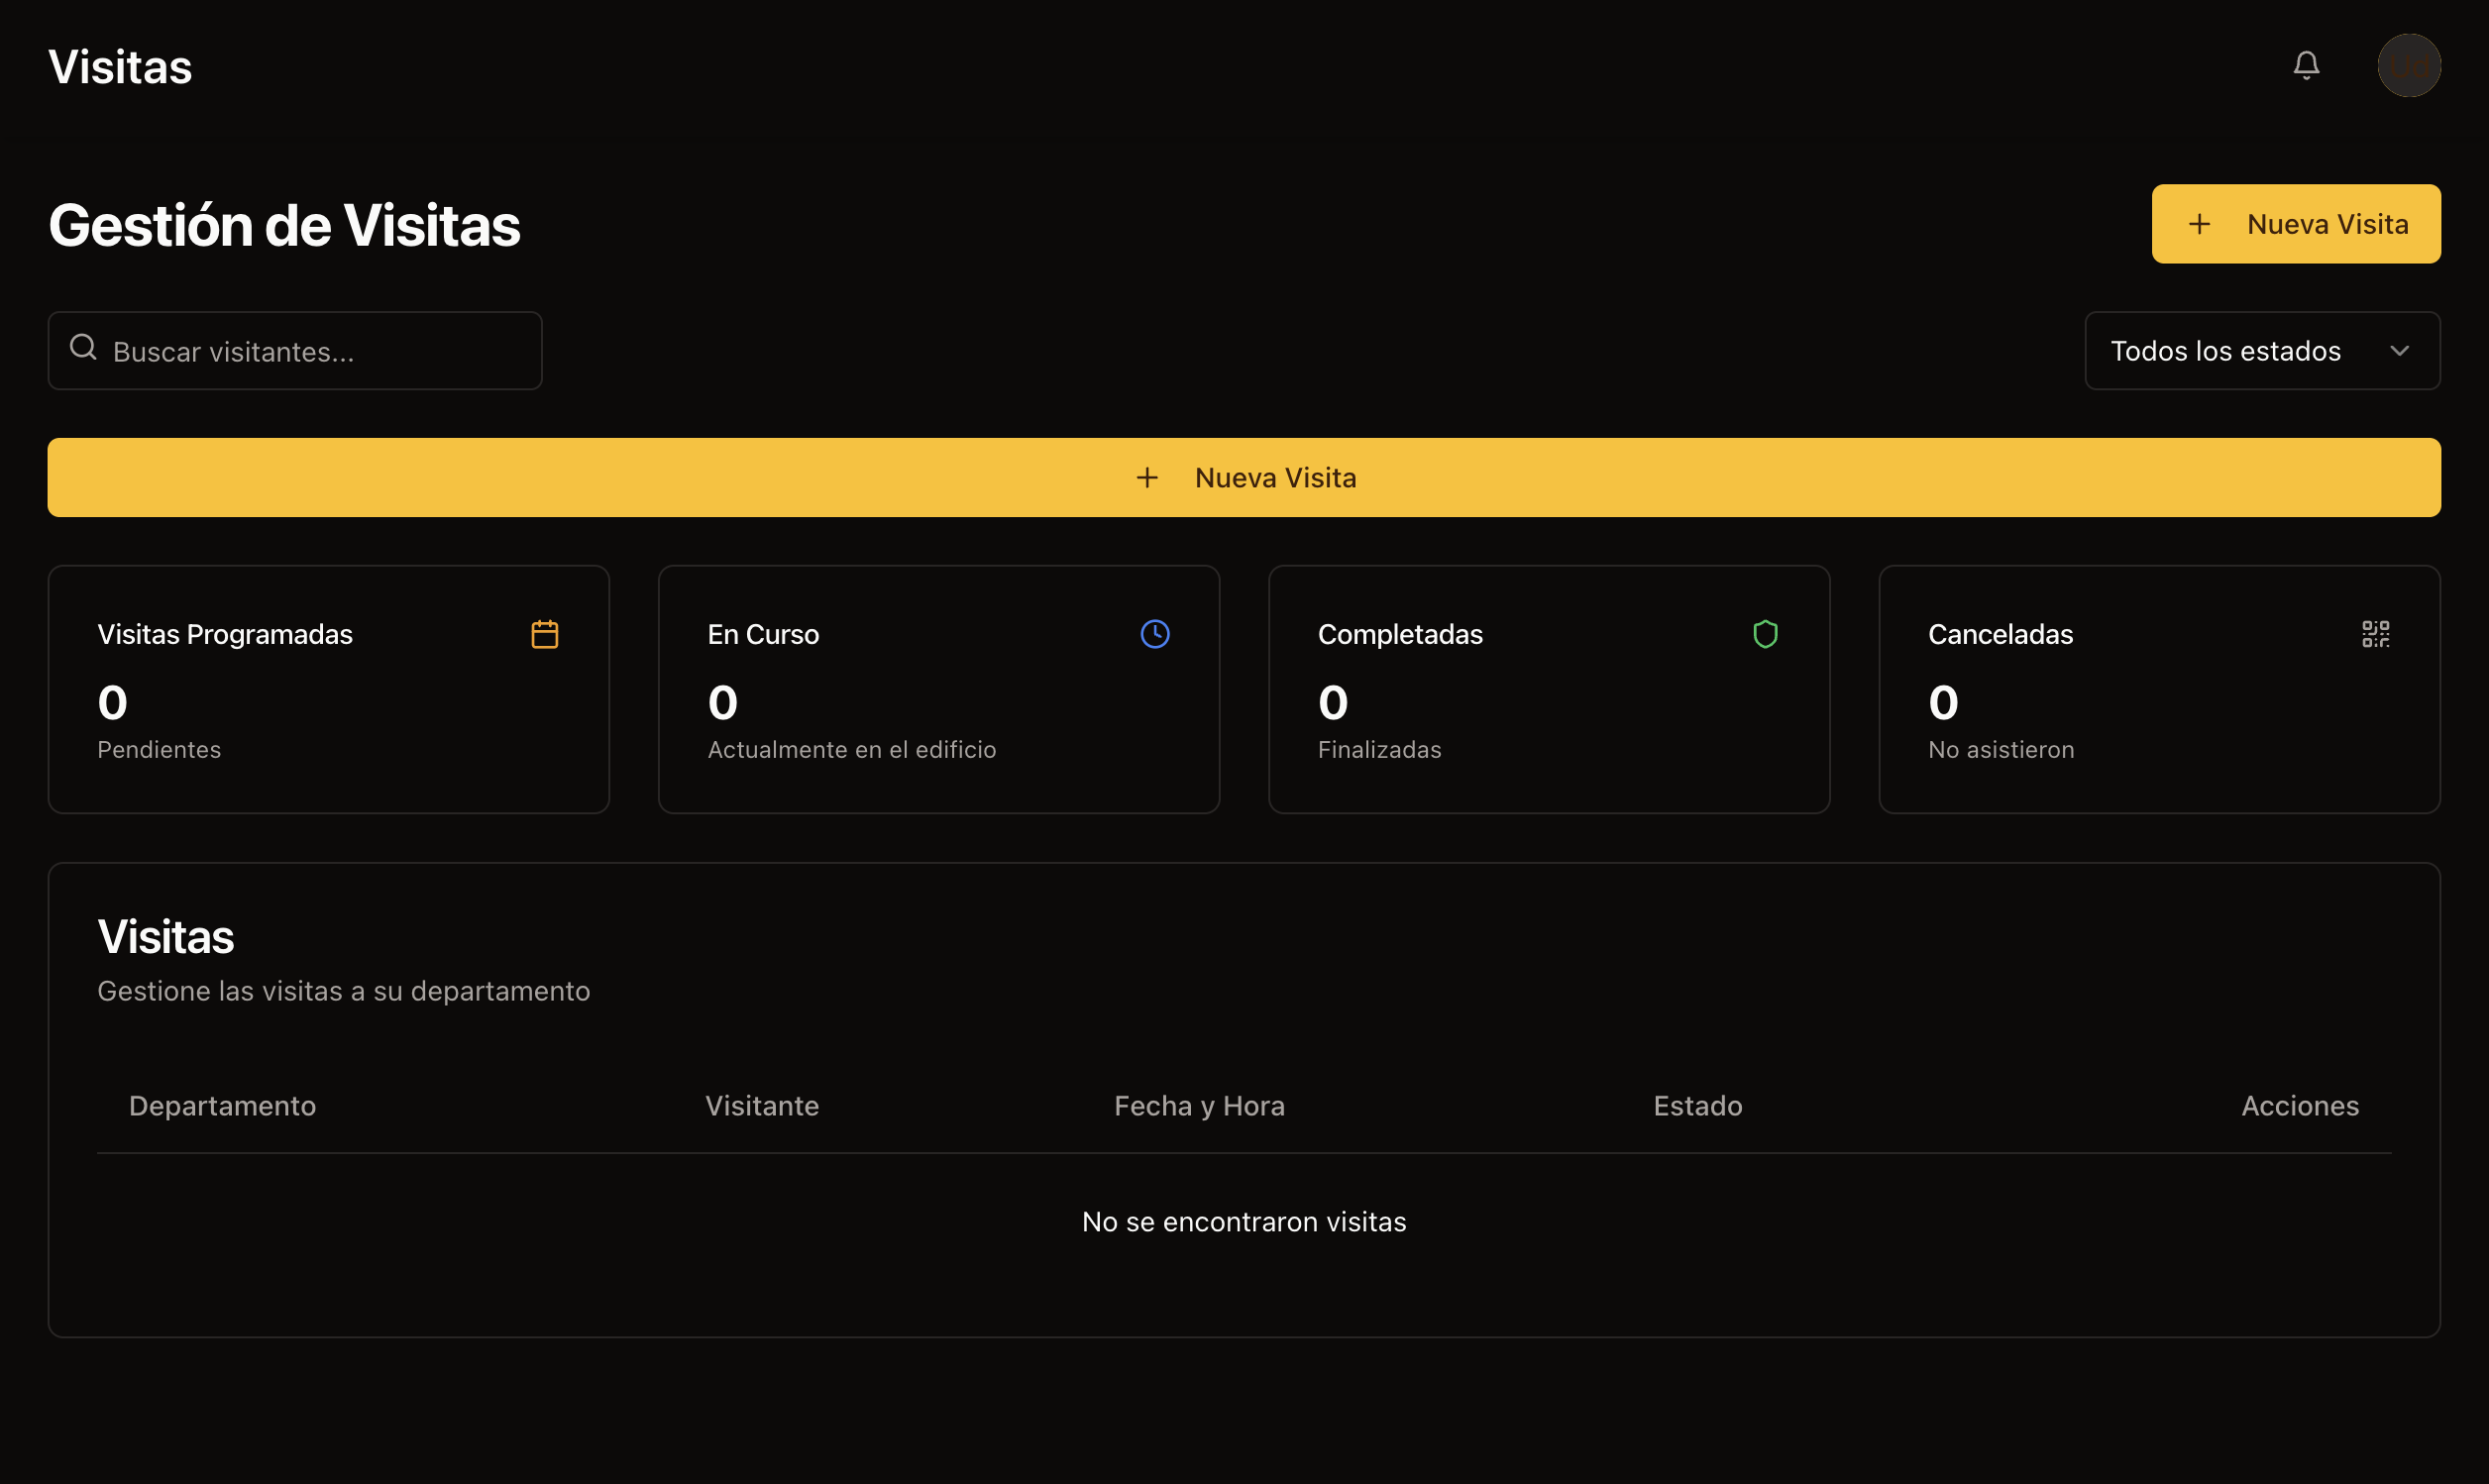 Visitas
Gestión de Visitas
Nueva Visita
Buscar visitantes...
Todos los estados
Nueva Visita
Visitas Programadas
0
Pendientes
En Curso
0
Actualmente en el edificio
Completadas
0
Finalizadas
Canceladas
0
No asistieron
Visitas
Gestione las visitas a su departamento
Departamento Visitante Fecha y Hora Estado Acciones
No se encontraron visitas